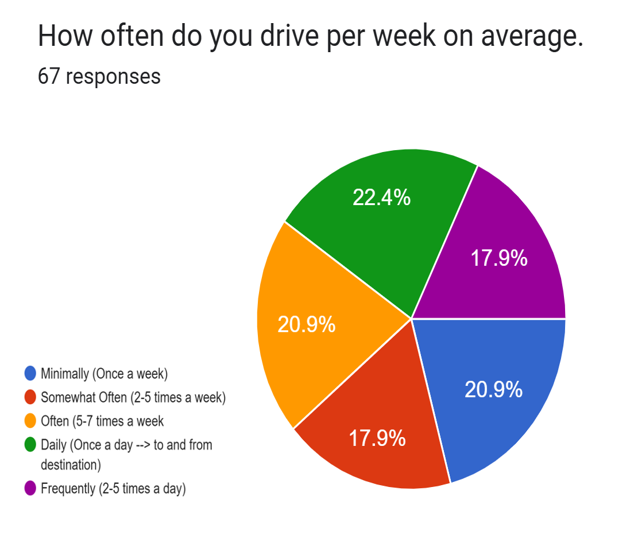 How often do you drive per week on average.
67 responses
22.4%
17.9%
20.9%
20.9%
17.9%
Minimally (Once a week)
Somewhat Often (2-5 times a week)
Often (5-7 times a week
Daily (Once a day --> to and from
destination)
Frequently (2-5 times a day)